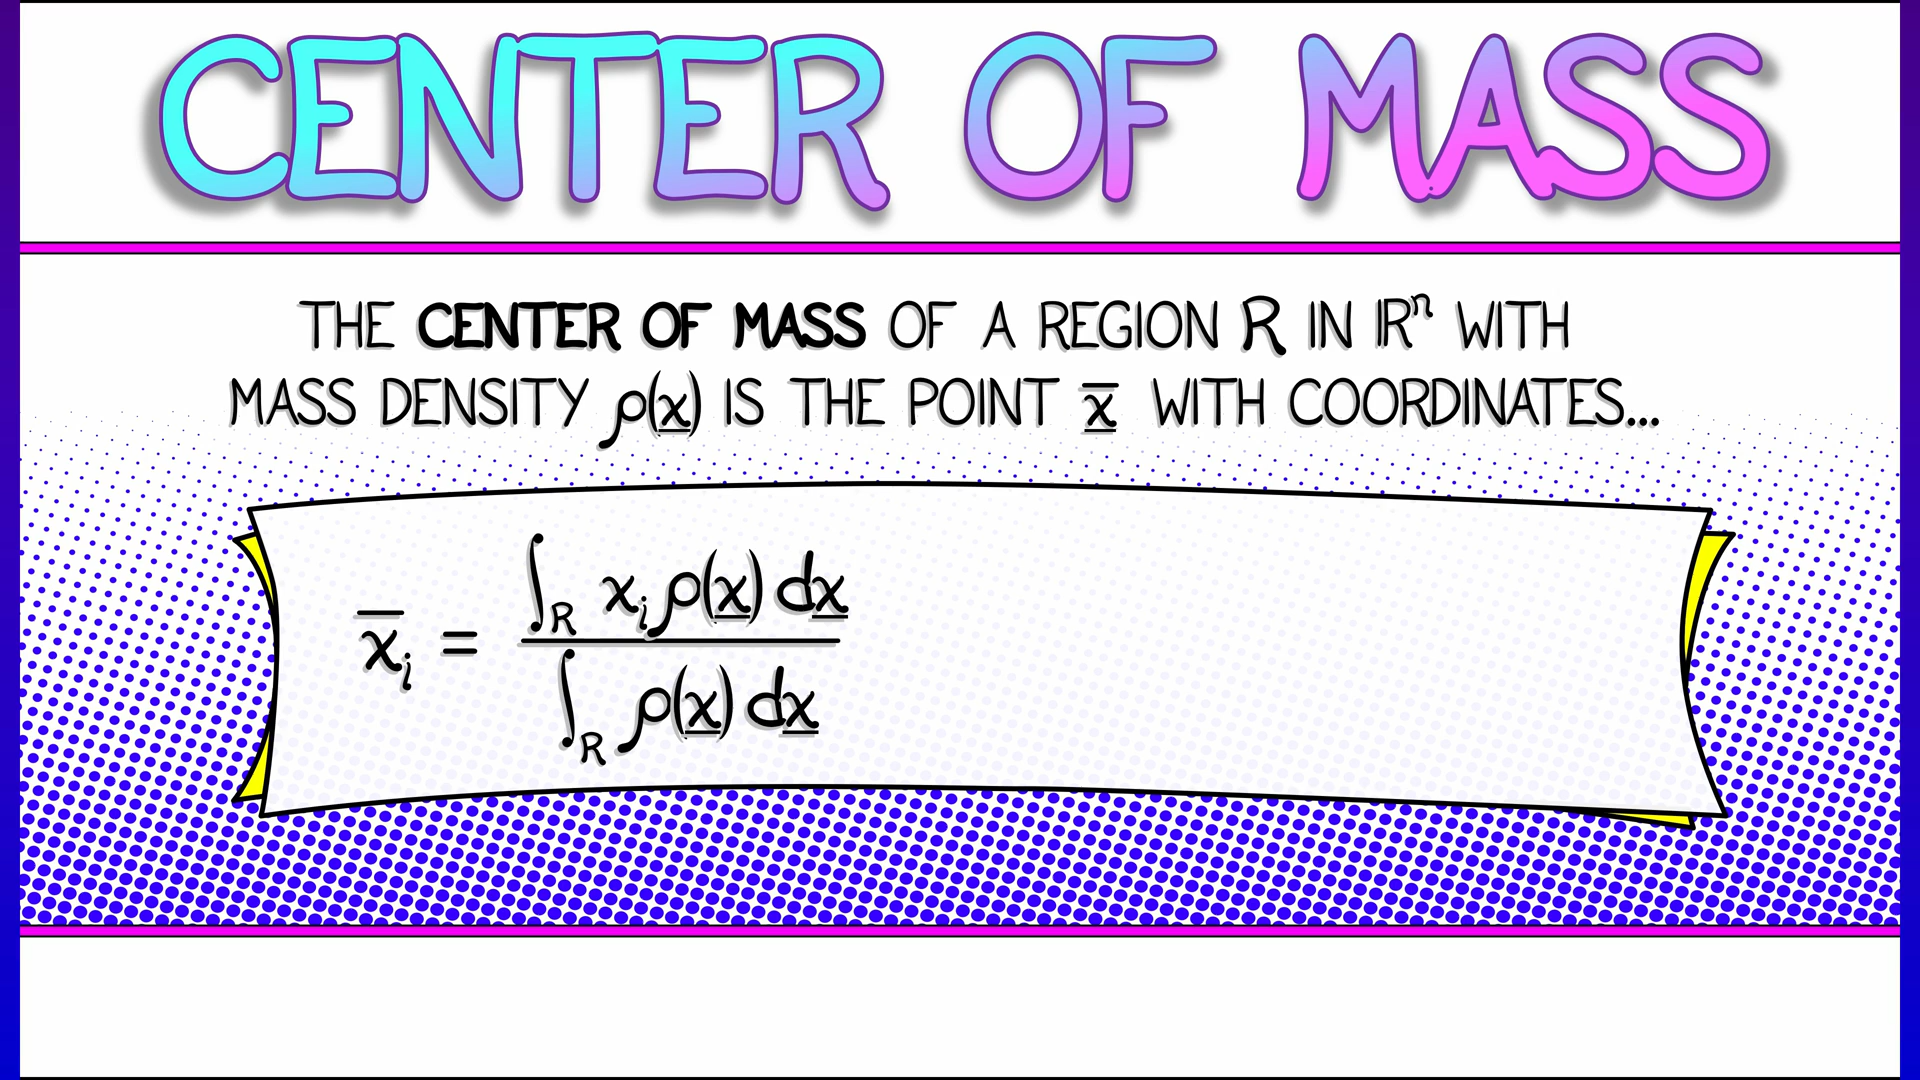 CENTER OF MASS
THE CENTER OF MASS OF A REGION R IN ℝⁿ WITH
MASS DENSITY ρ(x̲) IS THE POINT x̲̅ WITH COORDINATES...
x̅ᵢ = ∫_R xᵢ ρ(x̲) dx̲ / ∫_R ρ(x̲) dx̲